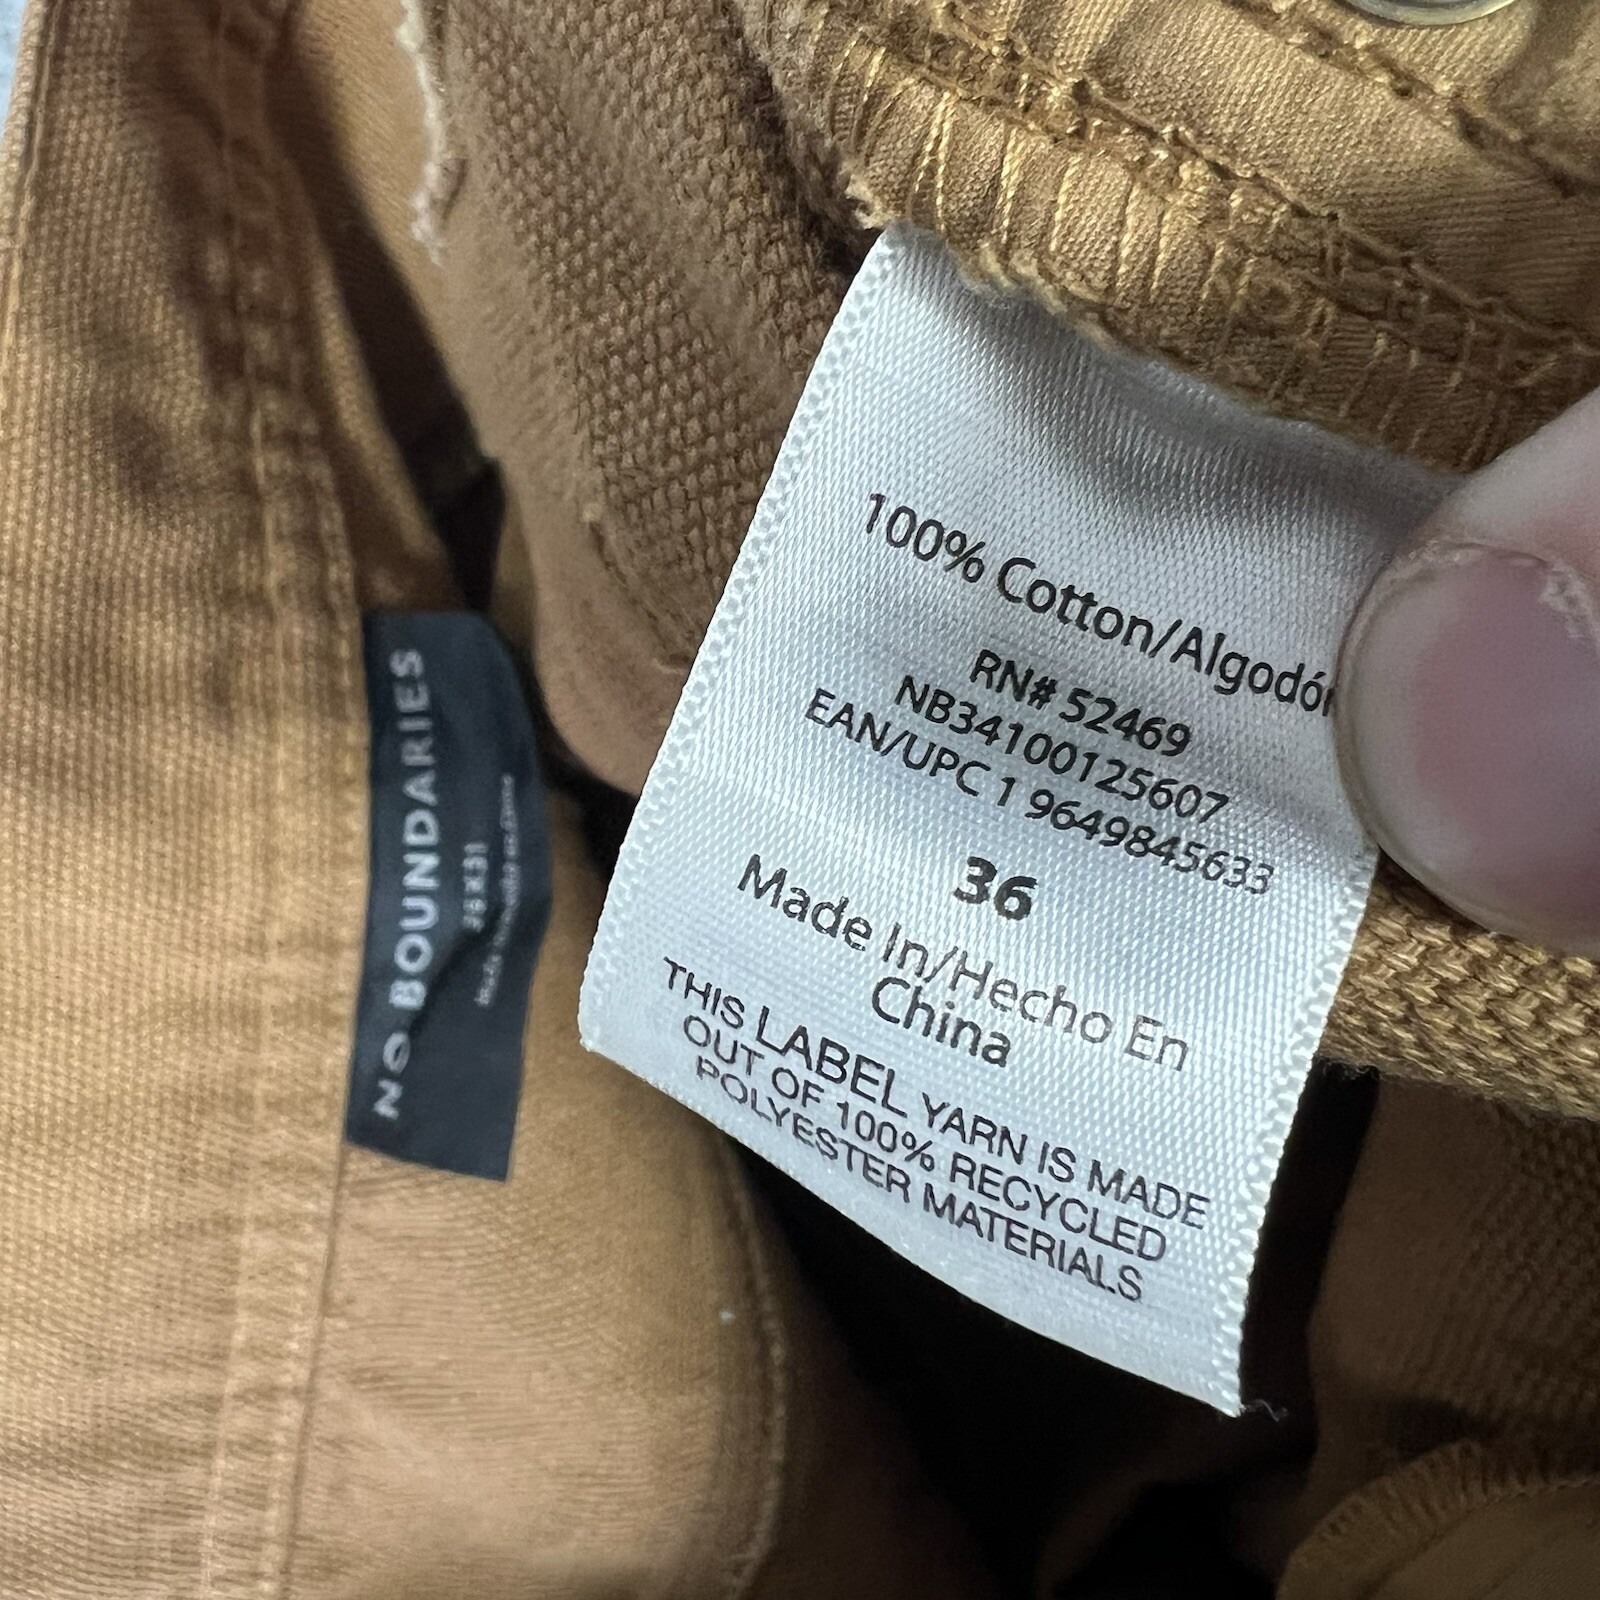 NO BOUNDARIES
36X31
100% Cotton/Algodón
RN# 52469
NB34100125607
EAN/UPC 1 9649845633
36
Made In/Hecho En
China
THIS LABEL YARN IS MADE
OUT OF 100% RECYCLED
POLYESTER MATERIALS